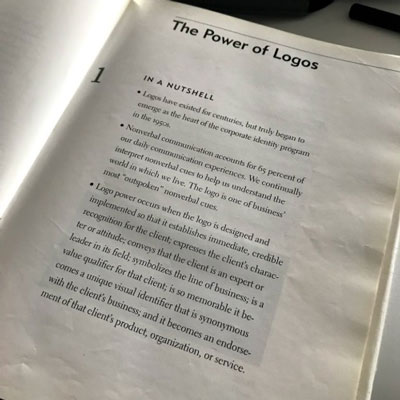 The Power of Logos
1
IN A NUTSHELL
• Logos have existed for centuries, but truly began to
emerge as the heart of the corporate identity program
in the 1950s.
• Nonverbal communication accounts for 65 percent of
our daily communication experiences. We continually
interpret nonverbal cues to help us understand the
world in which we live. The logo is one of business'
most "outspoken" nonverbal cues.
• Logo power occurs when the logo is designed and
implemented so that it establishes immediate, credible
recognition for the client; expresses the client's charac-
ter or attitude; conveys that the client is an expert or
leader in its field; symbolizes the line of business; is a
value qualifier for that client; is so memorable it be-
comes a unique visual identifier that is synonymous
with the client's business; and it becomes an endorse-
ment of that client's product, organization, or service.